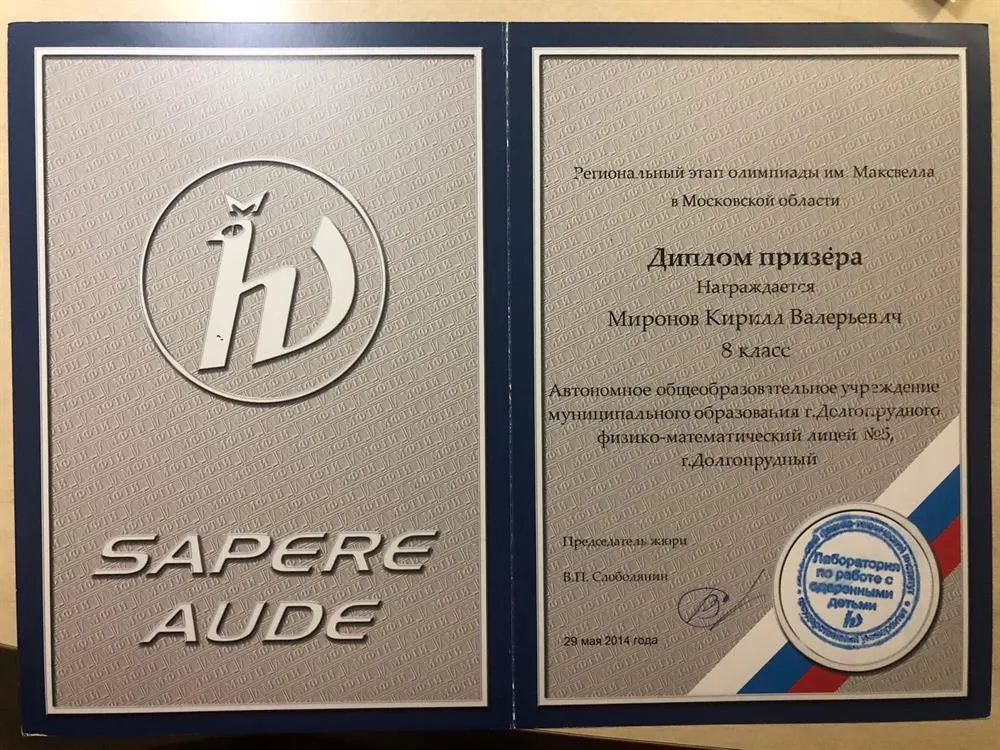 SAPERE
AUDE
Региональный этап олимпиады им. Максвелла
в Московской области
Диплом призёра
Награждается
Миронов Кирилл Валерьевич
8 класс
Автономное общеобразовательное учреждение
муниципального образования г.Долгопрудного
физико-математический лицей №5,
г.Долгопрудный
Председатель жюри
В.П. Слободянин
29 мая 2014 года
Лаборатория
по работе с
одаренными
детьми